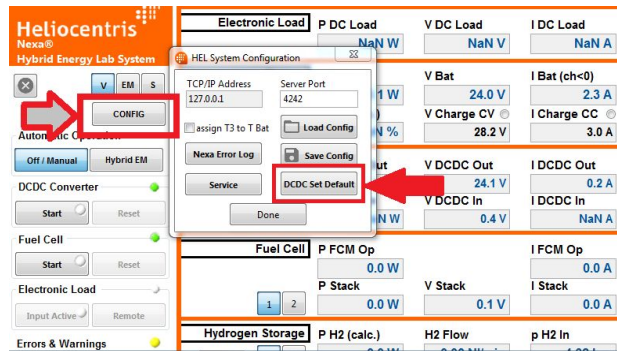 Heliocentris
Nexa®
Hybrid Energy Lab System
V EM S
CONFIG
Automatic Operation
Off / Manual Hybrid EM
DCDC Converter
Start Reset
Fuel Cell
Start Reset
Electronic Load
Input Active Remote
Errors & Warnings
HEL System Configuration
TCP/IP Address Server Port
127.0.0.1 4242
assign T3 to T Bat Load Config
Nexa Error Log Save Config
Service DCDC Set Default
Done
Electronic Load P DC Load V DC Load I DC Load
NaN W NaN V NaN A
V Bat I Bat (ch<0)
1 W 24.0 V 2.3 A
) V Charge CV I Charge CC
N % 28.2 V 3.0 A
ut V DCDC Out I DCDC Out
24.1 V 0.2 A
V DCDC In I DCDC In
N W 0.4 V NaN A
Fuel Cell P FCM Op I FCM Op
0.0 W 0.0 A
P Stack V Stack I Stack
1 2 0.0 W 0.1 V 0.0 A
Hydrogen Storage P H2 (calc.) H2 Flow p H2 In